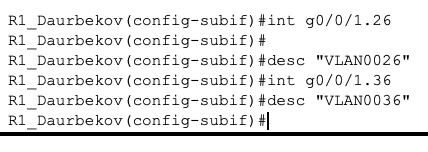 R1_Daurbekov(config-subif)#int g0/0/1.26
R1_Daurbekov(config-subif)#
R1_Daurbekov(config-subif)#desc "VLAN0026"
R1_Daurbekov(config-subif)#int g0/0/1.36
R1_Daurbekov(config-subif)#desc "VLAN0036"
R1_Daurbekov(config-subif)#